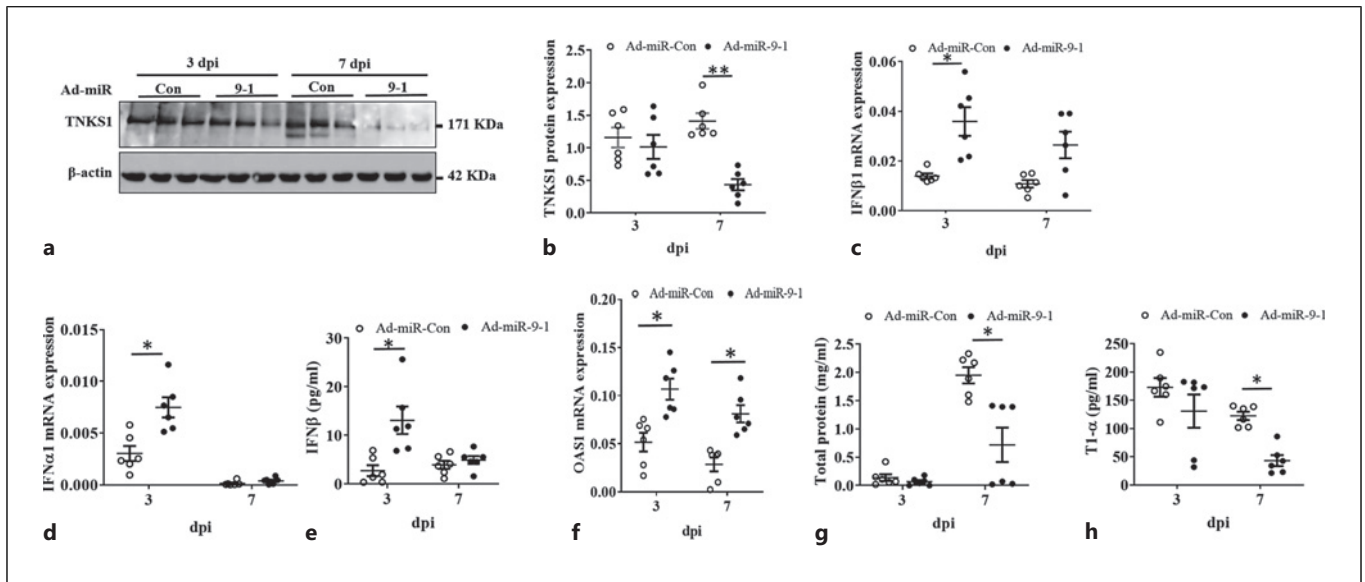 3 dpi 7 dpi
Ad-miR Con 9-1 Con 9-1
TNKS1 171 KDa
β-actin 42 KDa
a
Ad-miR-Con Ad-miR-9-1
TNKS1 protein expression
2.5
2.0
1.5
1.0
0.5
0.0
**
3 7
dpi
b
Ad-miR-Con Ad-miR-9-1
IFNβ1 mRNA expression
0.06
0.04
0.02
0.00
*
3 7
dpi
c
IFNα1 mRNA expression
0.015
0.010
0.005
0.000
*
3 7
dpi
d
Ad-miR-Con Ad-miR-9-1
IFNβ (pg/ml)
30
20
10
0
*
3 7
dpi
e
Ad-miR-Con Ad-miR-9-1
OAS1 mRNA expression
0.20
0.15
0.10
0.05
0.00
*
*
3 7
dpi
f
Ad-miR-Con Ad-miR-9-1
Total protein (mg/ml)
2.5
2.0
1.5
1.0
0.5
0.0
*
3 7
dpi
g
Ad-miR-Con Ad-miR-9-1
T1-α (pg/ml)
250
200
150
100
50
0
*
3 7
dpi
h